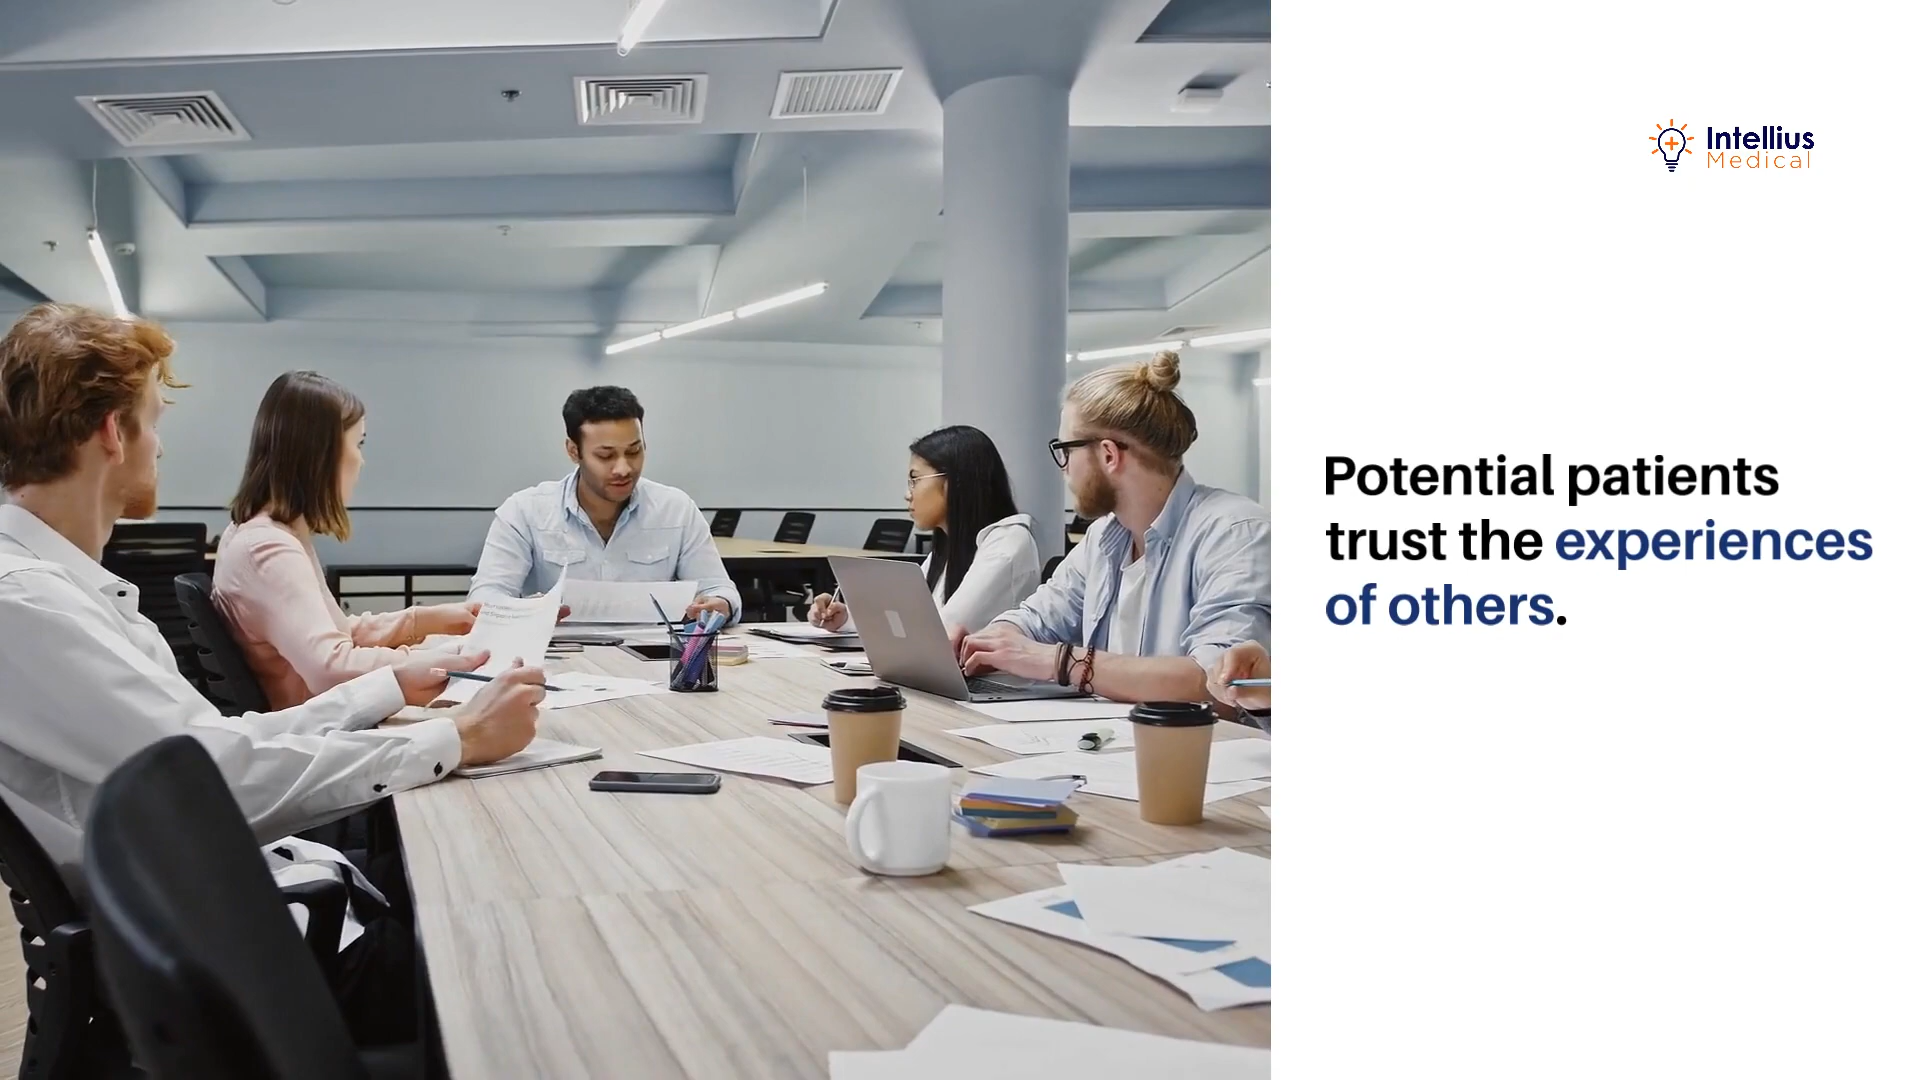 Intellius
Medical
Potential patients
trust the experiences
of others.